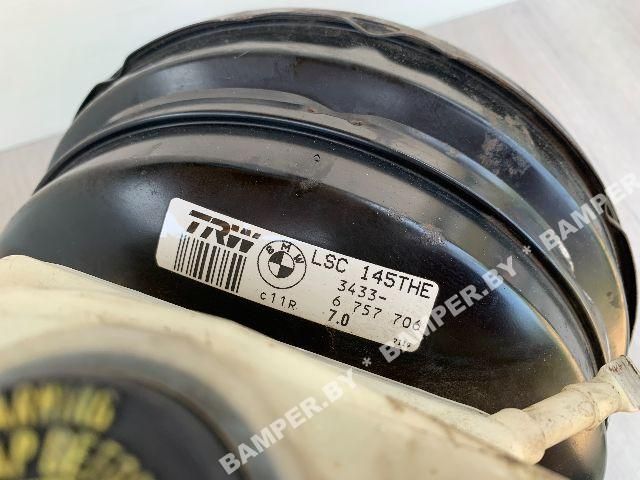 TRW BMW LSC 145THE
3433-
C11R 6 757 706
7.0
BAMPER.BY * BAMPER.BY * BAMPER.BY